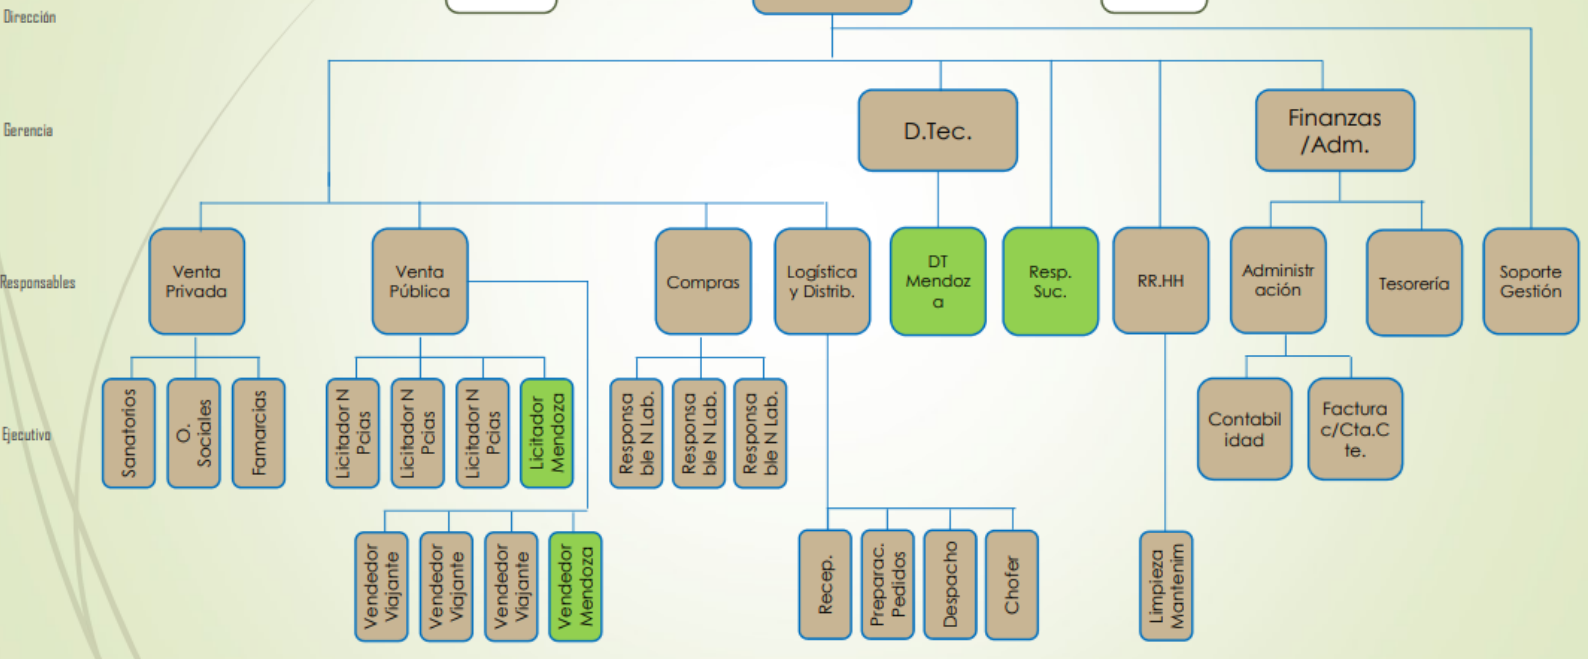 Dirección
Gerencia
D.Tec.
Finanzas
/Adm.
Responsables
Venta
Privada
Venta
Pública
Compras
Logística
y Distrib.
DT
Mendoz
a
Resp.
Suc.
RR.HH
Administr
ación
Tesorería
Soporte
Gestión
Ejecutivo
Sanatorios
O.
Sociales
Famarcias
Licitador N
Pcias
Licitador N
Pcias
Licitador N
Pcias
Licitador
Mendoza
Responsa
ble N Lab.
Responsa
ble N Lab.
Responsa
ble N Lab.
Contabil
idad
Factura
c/Cta.C
te.
Vendedor
Viajante
Vendedor
Viajante
Vendedor
Viajante
Vendedor
Mendoza
Recep.
Preparac.
Pedidos
Despacho
Chofer
Limpieza
Mantenim